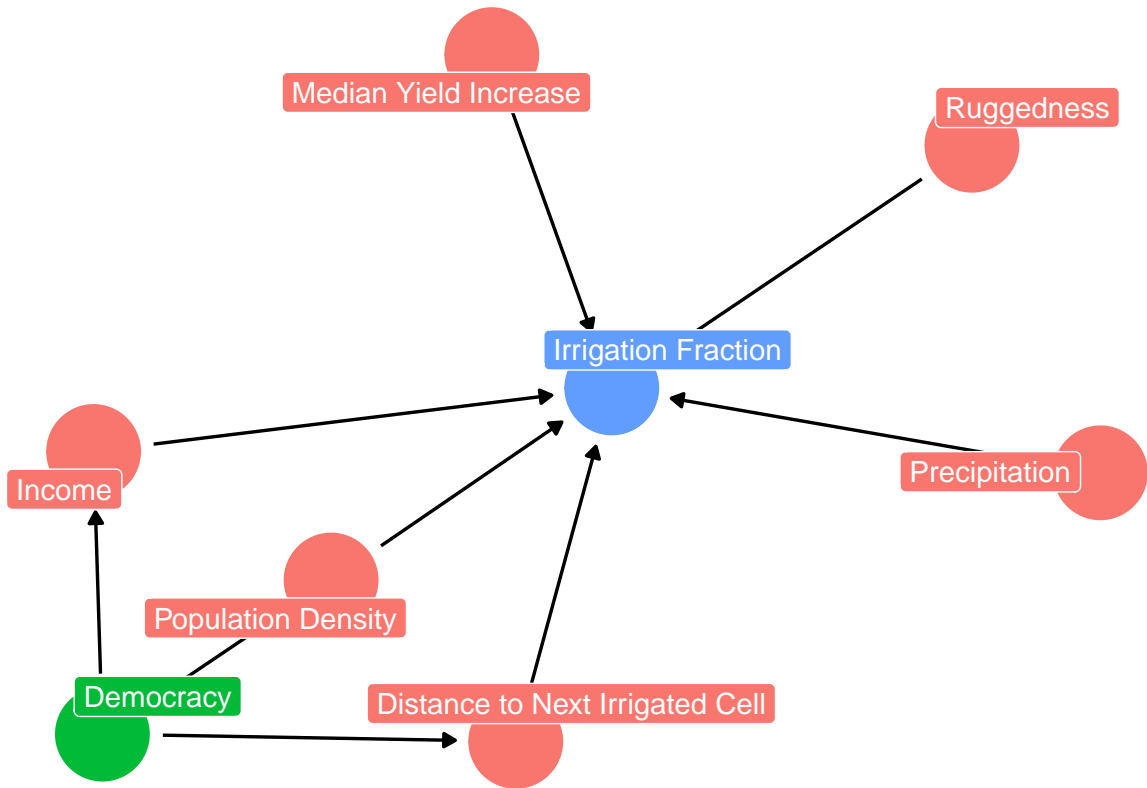 Median Yield Increase
Ruggedness
Irrigation Fraction
Precipitation
Income
Population Density
Democracy
Distance to Next Irrigated Cell